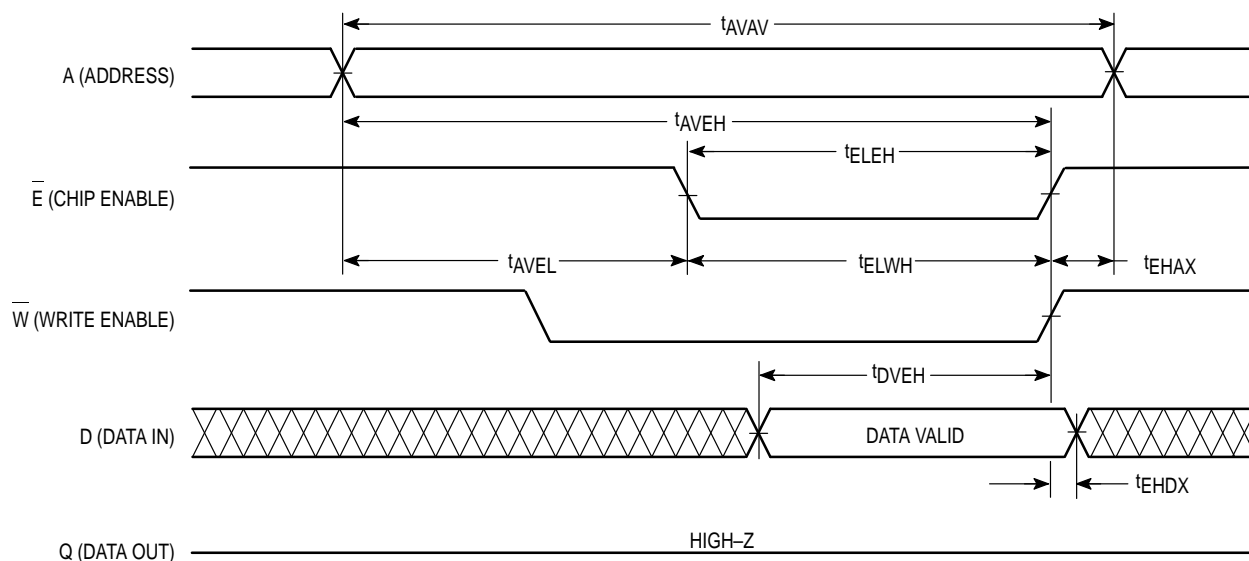 tAVAV
A (ADDRESS)
tAVEH
tELEH
E (CHIP ENABLE)
tAVEL
tELWH
tEHAX
W (WRITE ENABLE)
tDVEH
D (DATA IN)
DATA VALID
tEHDX
HIGH–Z
Q (DATA OUT)